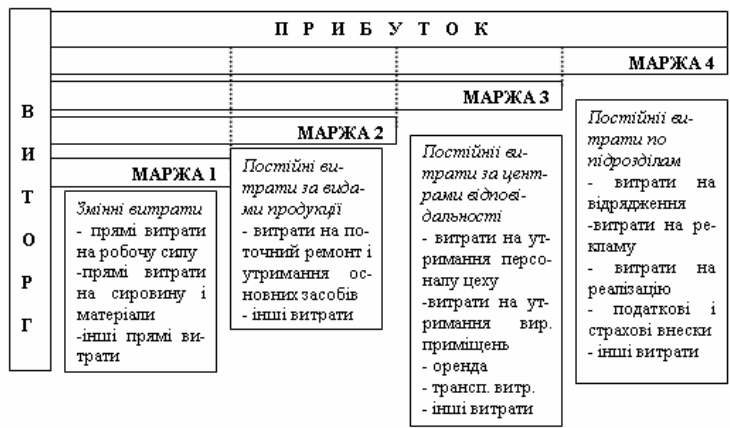 П Р И Б У Т О К
МАРЖА 4
МАРЖА 3
МАРЖА 2
МАРЖА 1
В
И
Т
О
Р
Г
Змінні витрати
- прямі витрати
на робочу силу
-прямі витрати
на сировину і
матеріали
-інші прямі ви-
трати
Постійні ви-
трати за вида-
ми продукції
- витрати на по-
точний ремонт і
утримання ос-
новних засобів
- інші витрати
Постійнії ви-
трати за цент-
рами відпові-
дальності
- витрати на ут-
римання персо-
налу цеху
-витрати на ут-
римання вир.
приміщень
- оренда
- трансп. витр.
- інші витрати
Постійнії ви-
трати по
підрозділам
- витрати на
відрядження
-витрати на ре-
кламу
- витрати на
реалізацію
- податкові і
страхові внески
- інші витрати